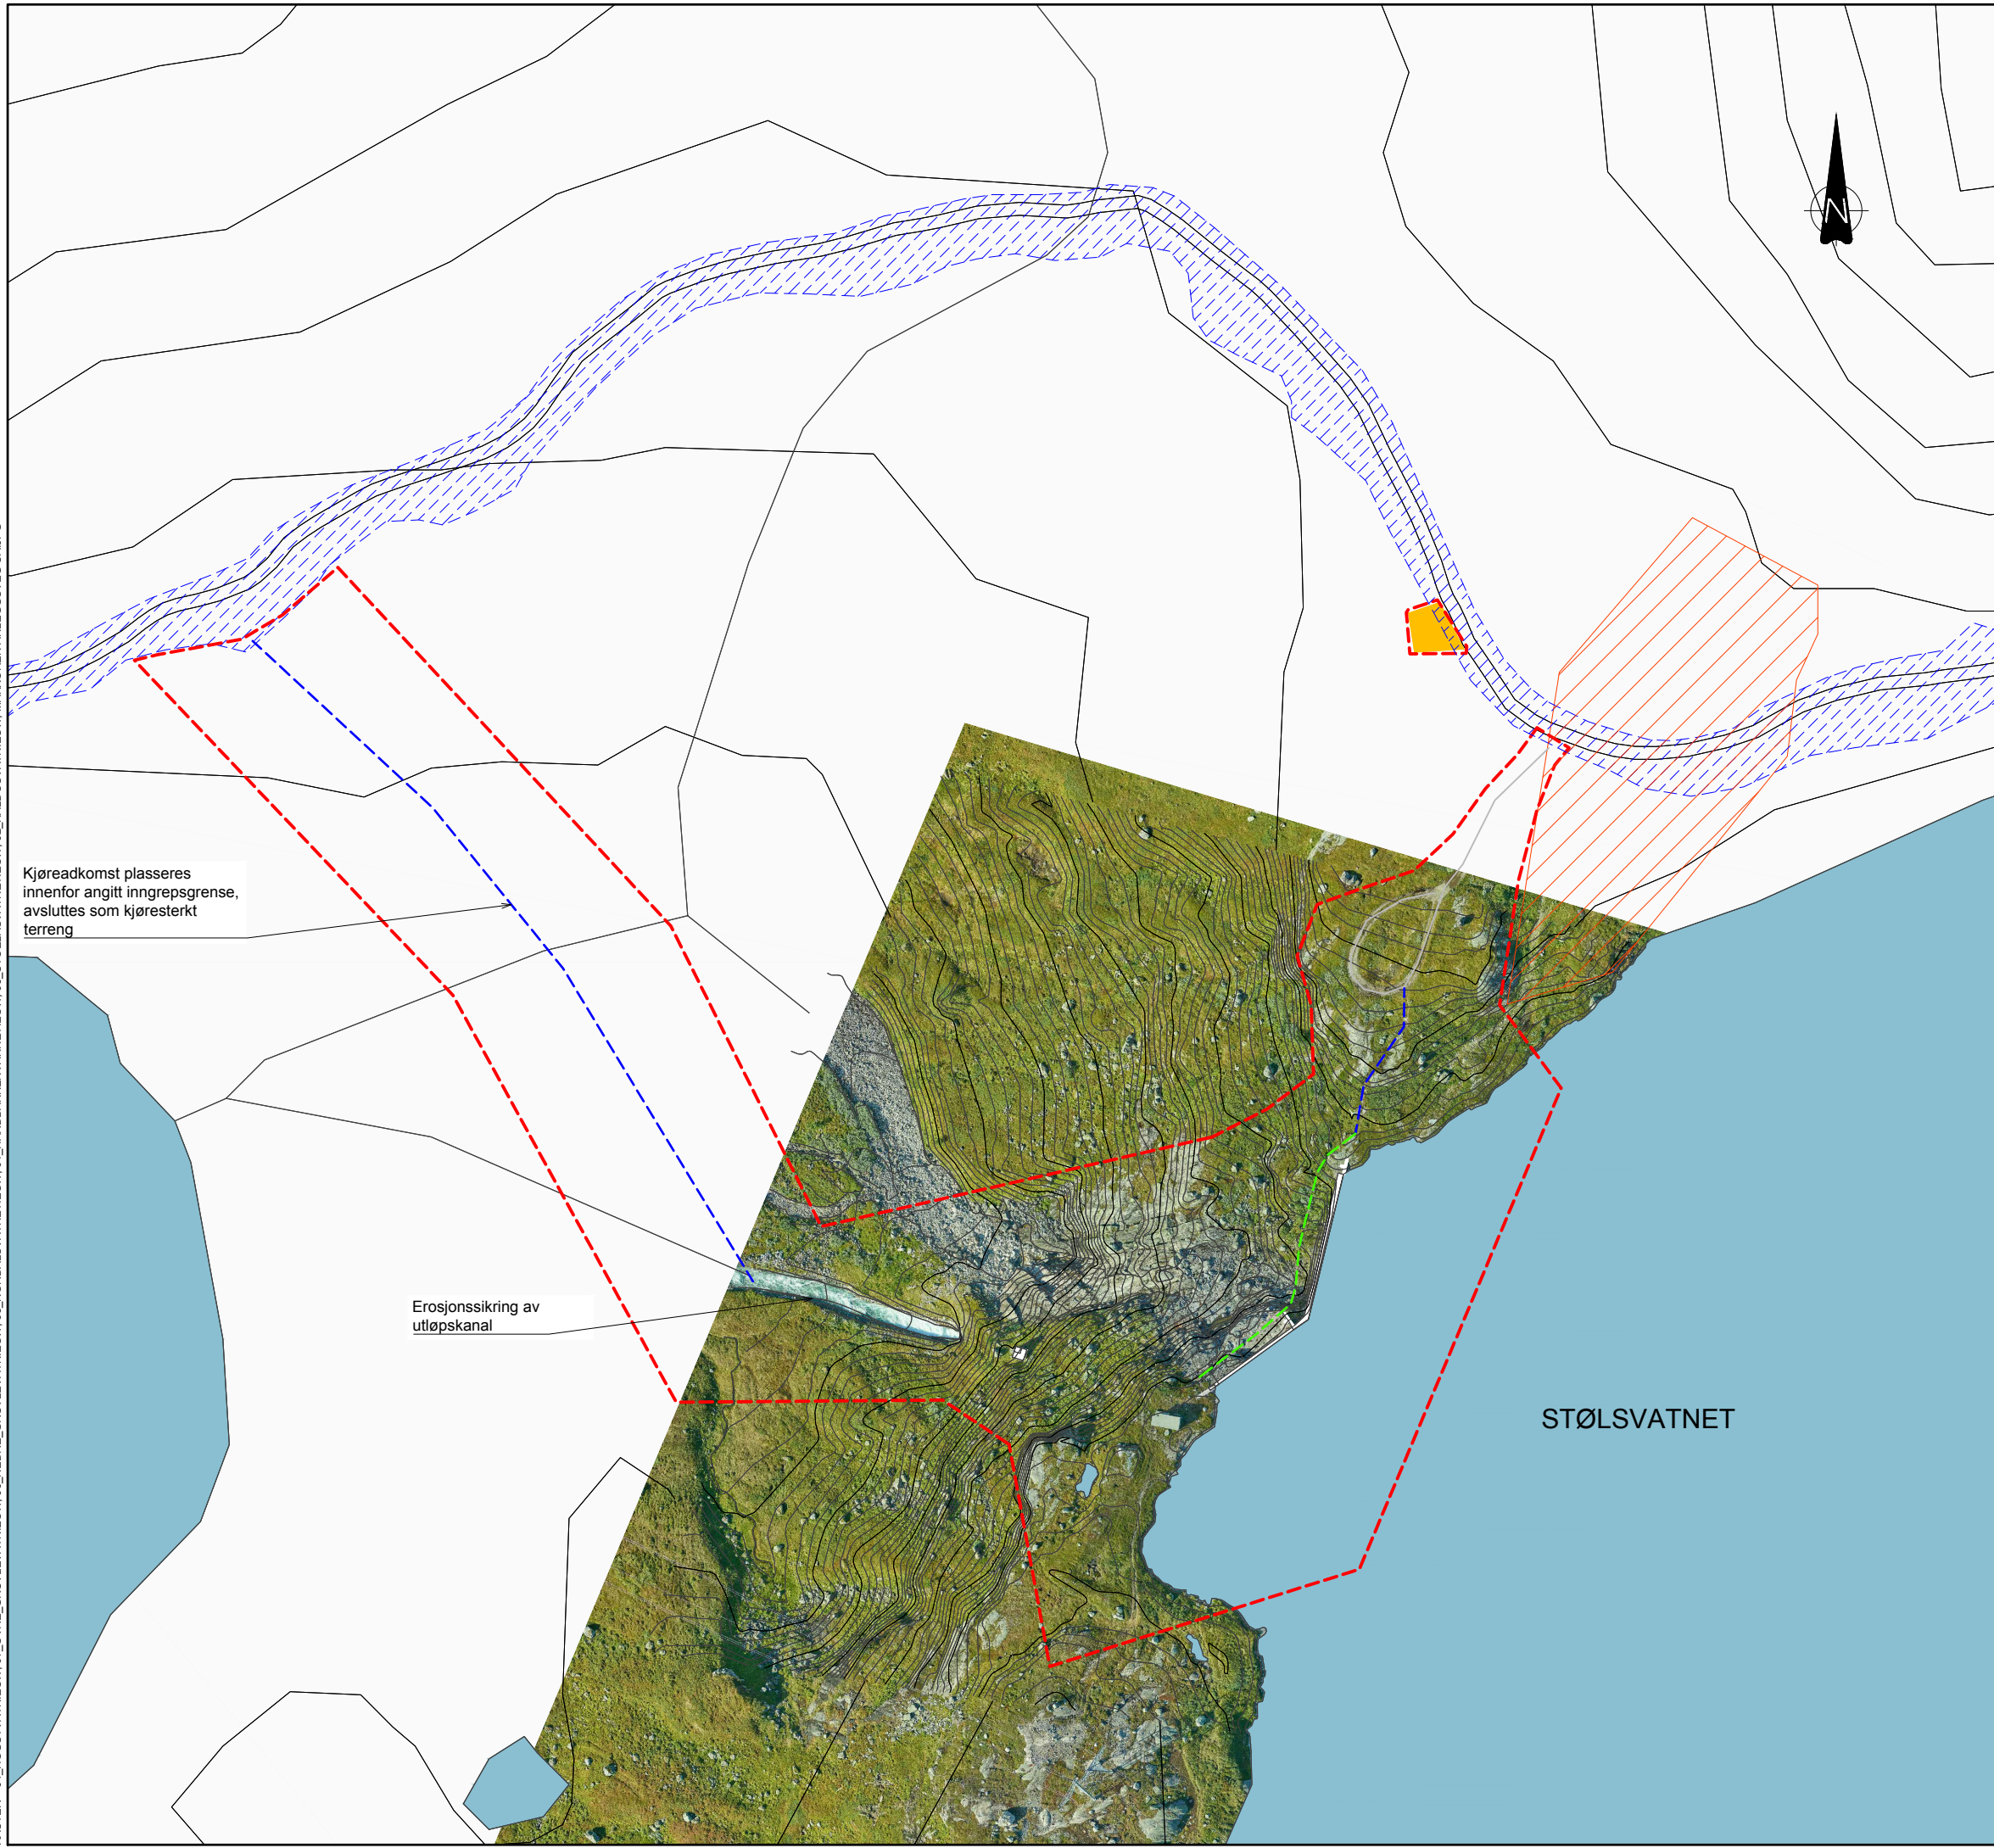 N
Kjøreadkomst plasseres
innenfor angitt inngrepsgrense,
avsluttes som kjøresterkt
terreng
Erosjonssikring av
utløpskanal
STØLSVATNET